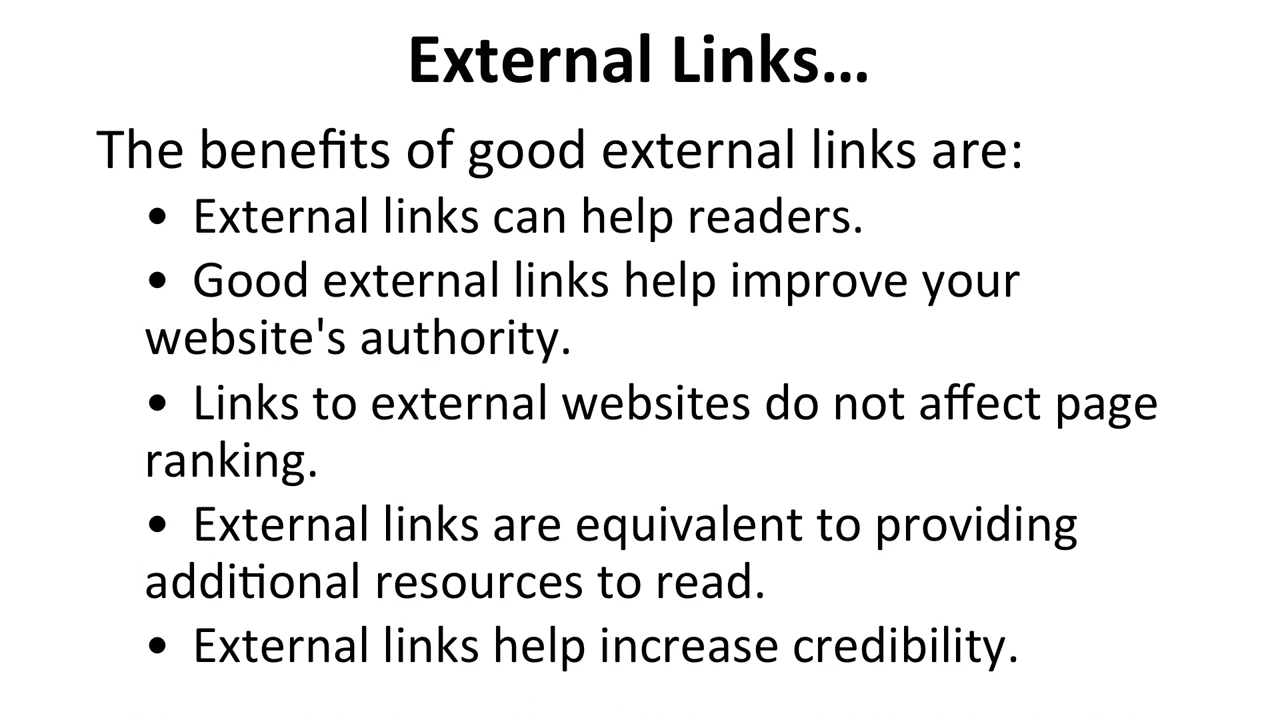 External Links…
The benefits of good external links are:
• External links can help readers.
• Good external links help improve your
website's authority.
• Links to external websites do not affect page
ranking.
• External links are equivalent to providing
additional resources to read.
• External links help increase credibility.